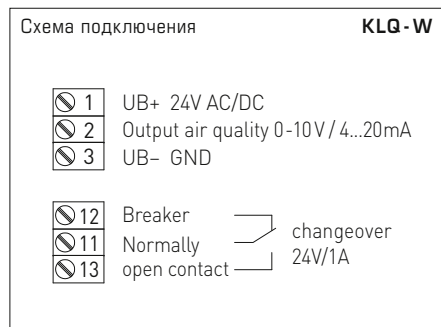 Схема подключения KLQ-W
1 UB+ 24V AC/DC
2 Output air quality 0-10V / 4...20mA
3 UB– GND
12 Breaker
11 Normally
13 open contact
changeover
24V/1A